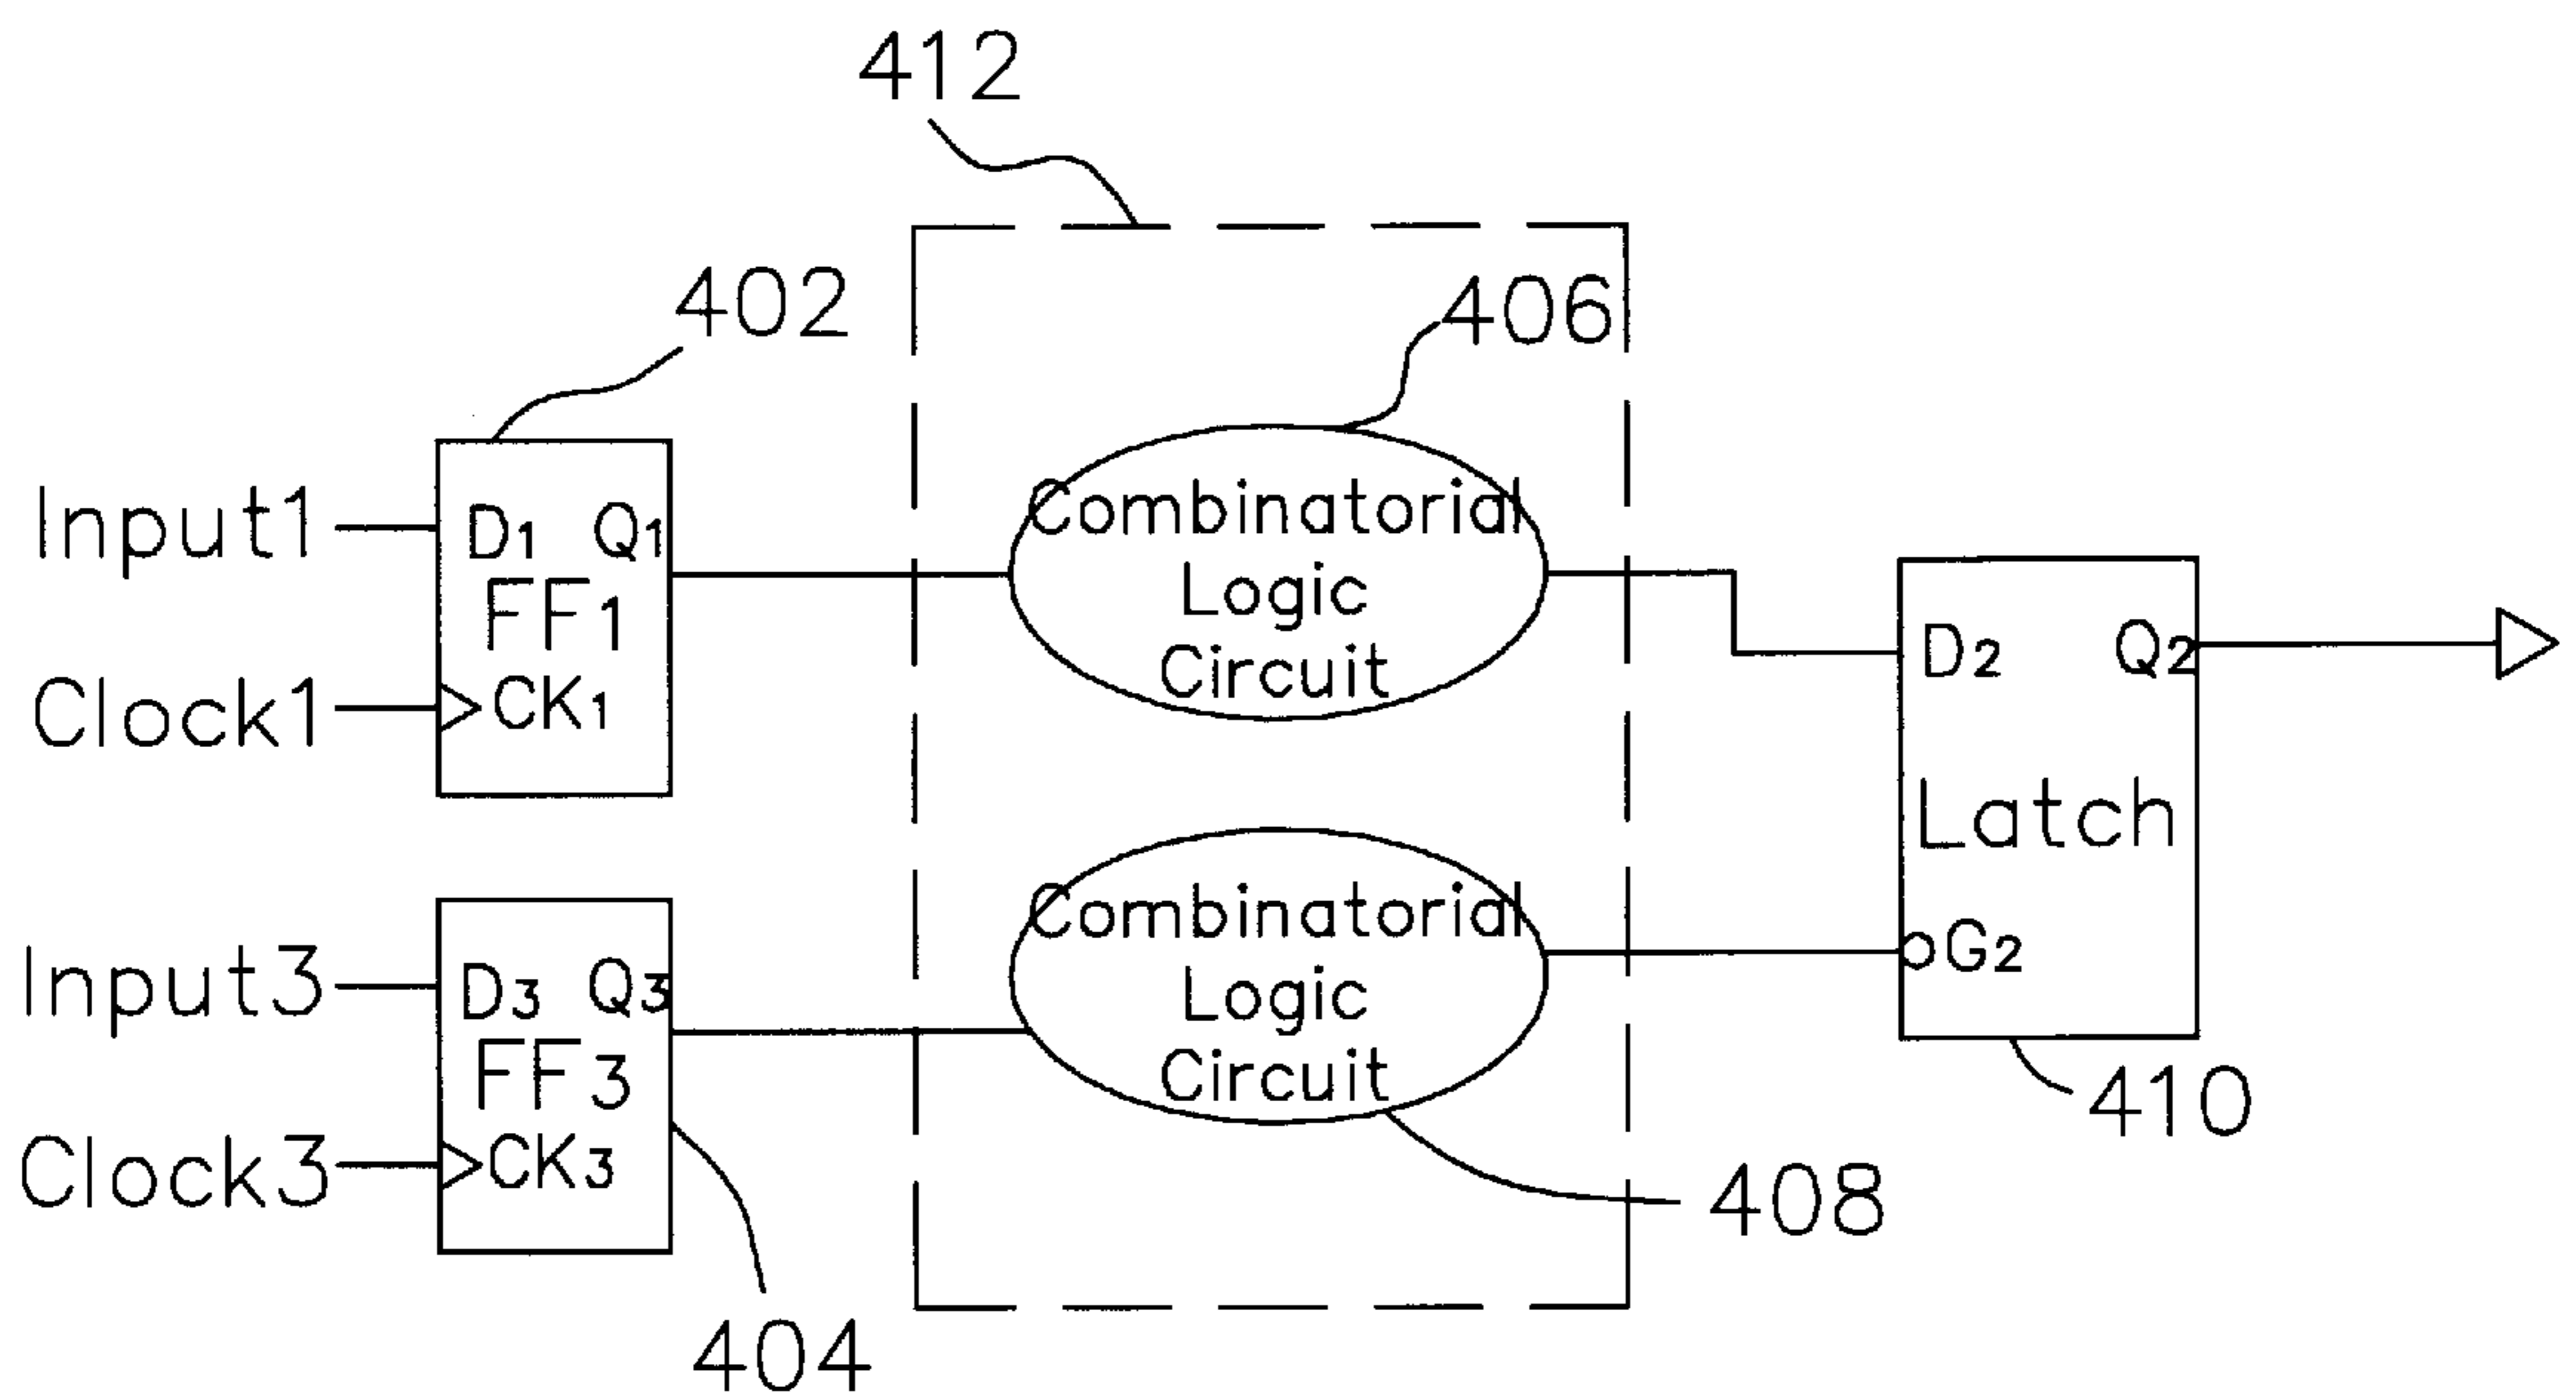 412
402
406
Input1
D1 Q1
FF1
Clock1
CK1
Combinatorial
Logic
Circuit
D2 Q2
Latch
G2
410
Input3
D3 Q3
FF3
Clock3
CK3
Combinatorial
Logic
Circuit
408
404